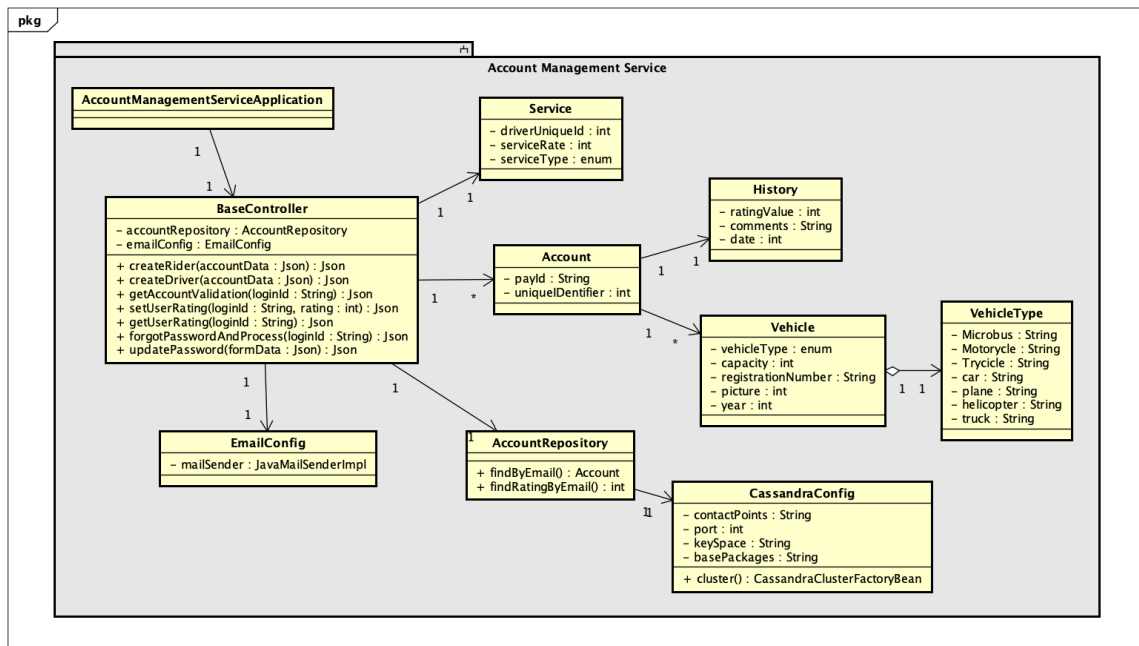 pkg
Account Management Service
AccountManagementServiceApplication
1
1
Service
- driverUniqueId : int
- serviceRate : int
- serviceType : enum
1
1
BaseController
- accountRepository : AccountRepository
- emailConfig : EmailConfig
+ createRider(accountData : Json) : Json
+ createDriver(accountData : Json) : Json
+ getAccountValidation(loginId : String) : Json
+ setUserRating(loginId : String, rating : int) : Json
+ getUserRating(loginId : String) : Json
+ forgotPasswordAndProcess(loginId : String) : Json
+ updatePassword(formData : Json) : Json
1
*
Account
- payId : String
- uniqueIDentifier : int
1
1
History
- ratingValue : int
- comments : String
- date : int
1
*
Vehicle
- vehicleType : enum
- capacity : int
- registrationNumber : String
- picture : int
- year : int
1
1
VehicleType
- Microbus : String
- Motorycle : String
- Trycicle : String
- car : String
- plane : String
- helicopter : String
- truck : String
1
1
EmailConfig
- mailSender : JavaMailSenderImpl
1
1
AccountRepository
+ findByEmail() : Account
+ findRatingByEmail() : int
1
1
CassandraConfig
- contactPoints : String
- port : int
- keySpace : String
- basePackages : String
+ cluster() : CassandraClusterFactoryBean